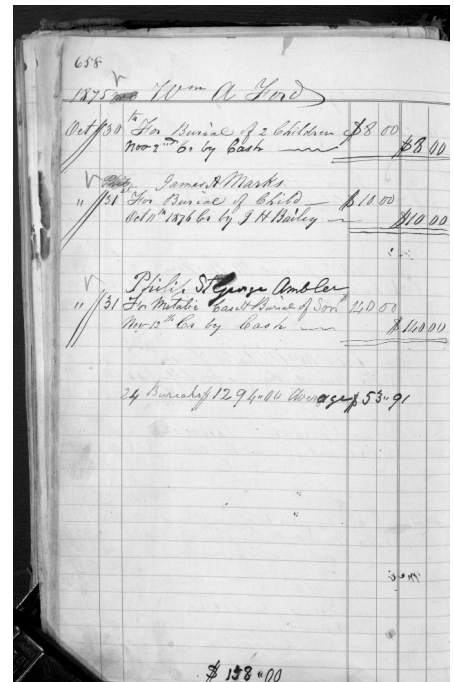 658
1875 Wm A Ford
Oct 30th For Burial of 2 Children $8 00
Nov 2nd Cr by Cash $8 00
James A Marks
" 31 For Burial of Child $10.00
Oct 11th 1876 Cr by J H Bailey $10.00
Philip St George Ambler
" 31 For Metalic Case & Burial of Son 140 00
Nov 12th Cr by Cash $140 00
24 Burials $1294.00 Average $53.91
$158.00